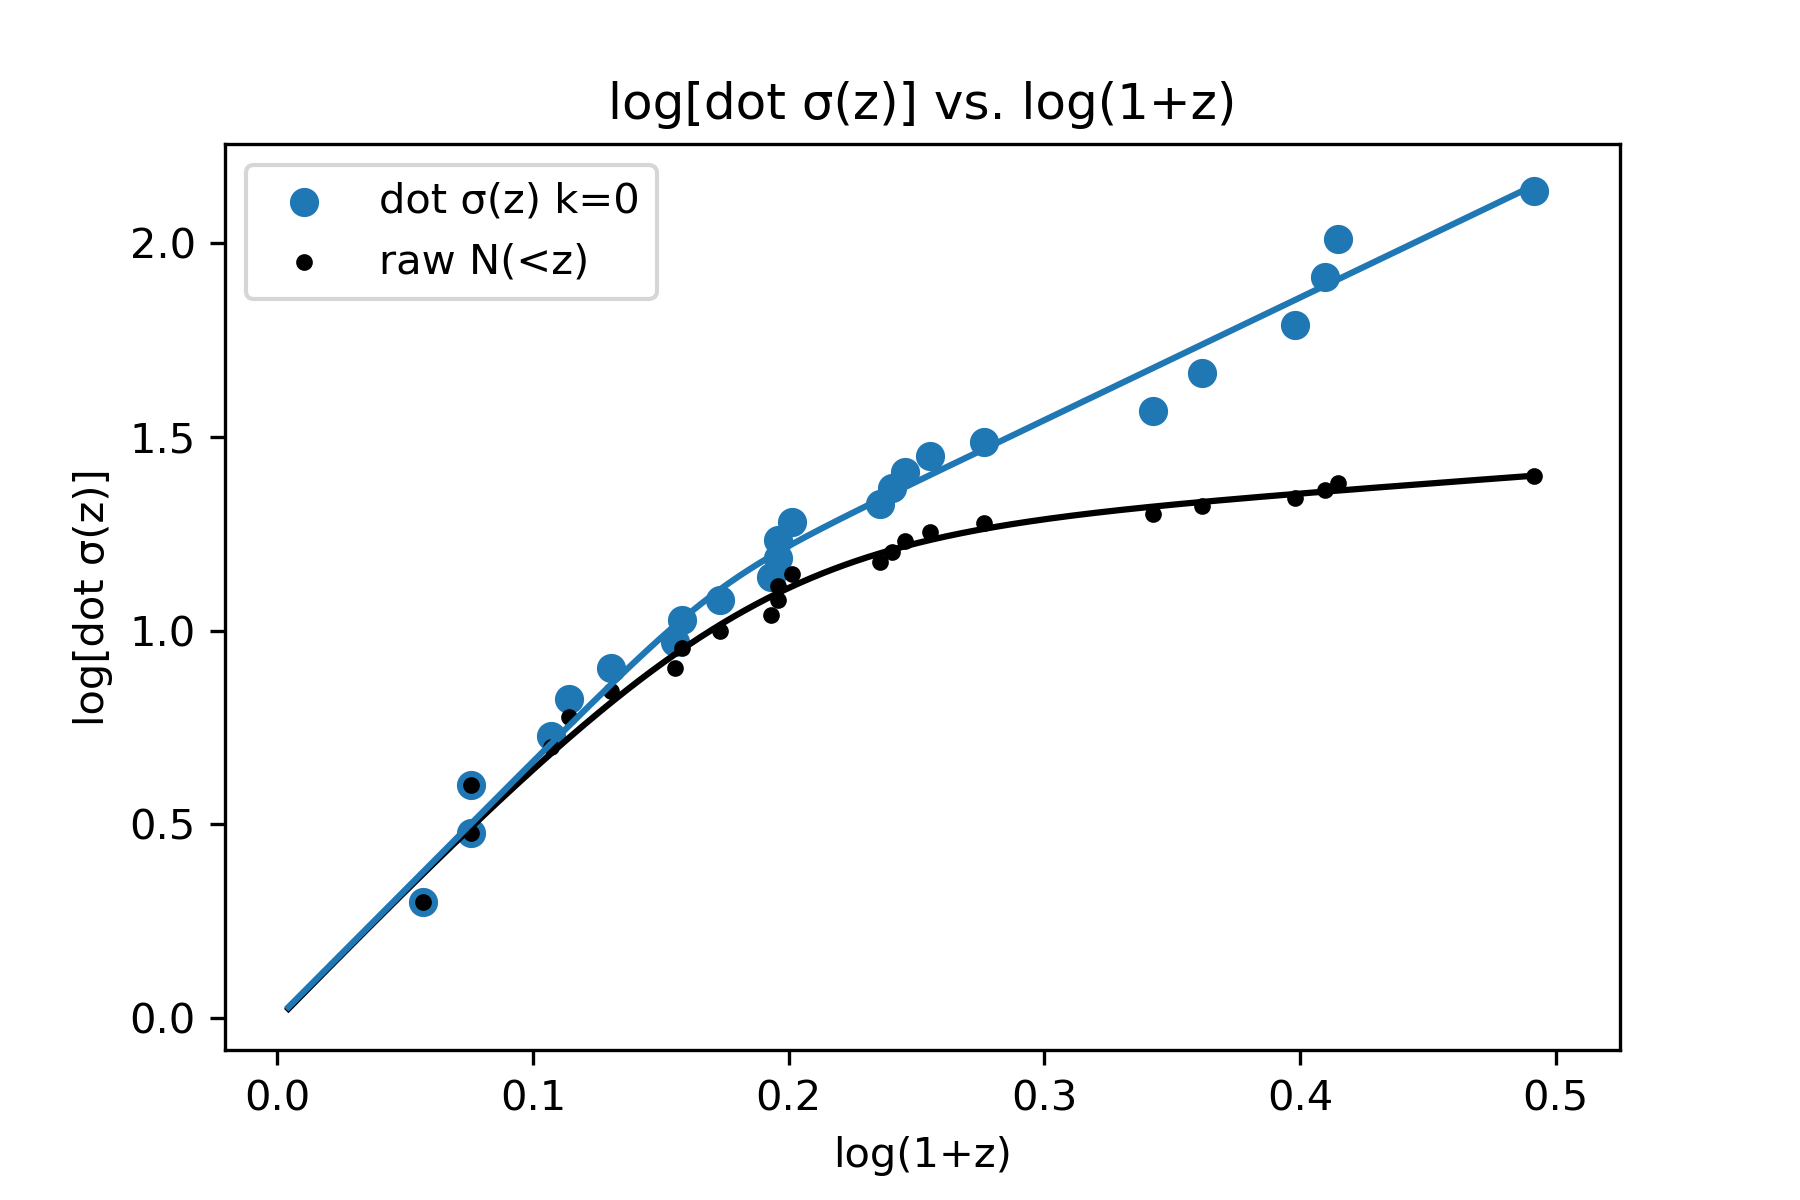 log[dot σ(z)] vs. log(1+z)
dot σ(z) k=0
raw N(<z)
log[dot σ(z)]
2.0
1.5
1.0
0.5
0.0
0.0 0.1 0.2 0.3 0.4 0.5
log(1+z)